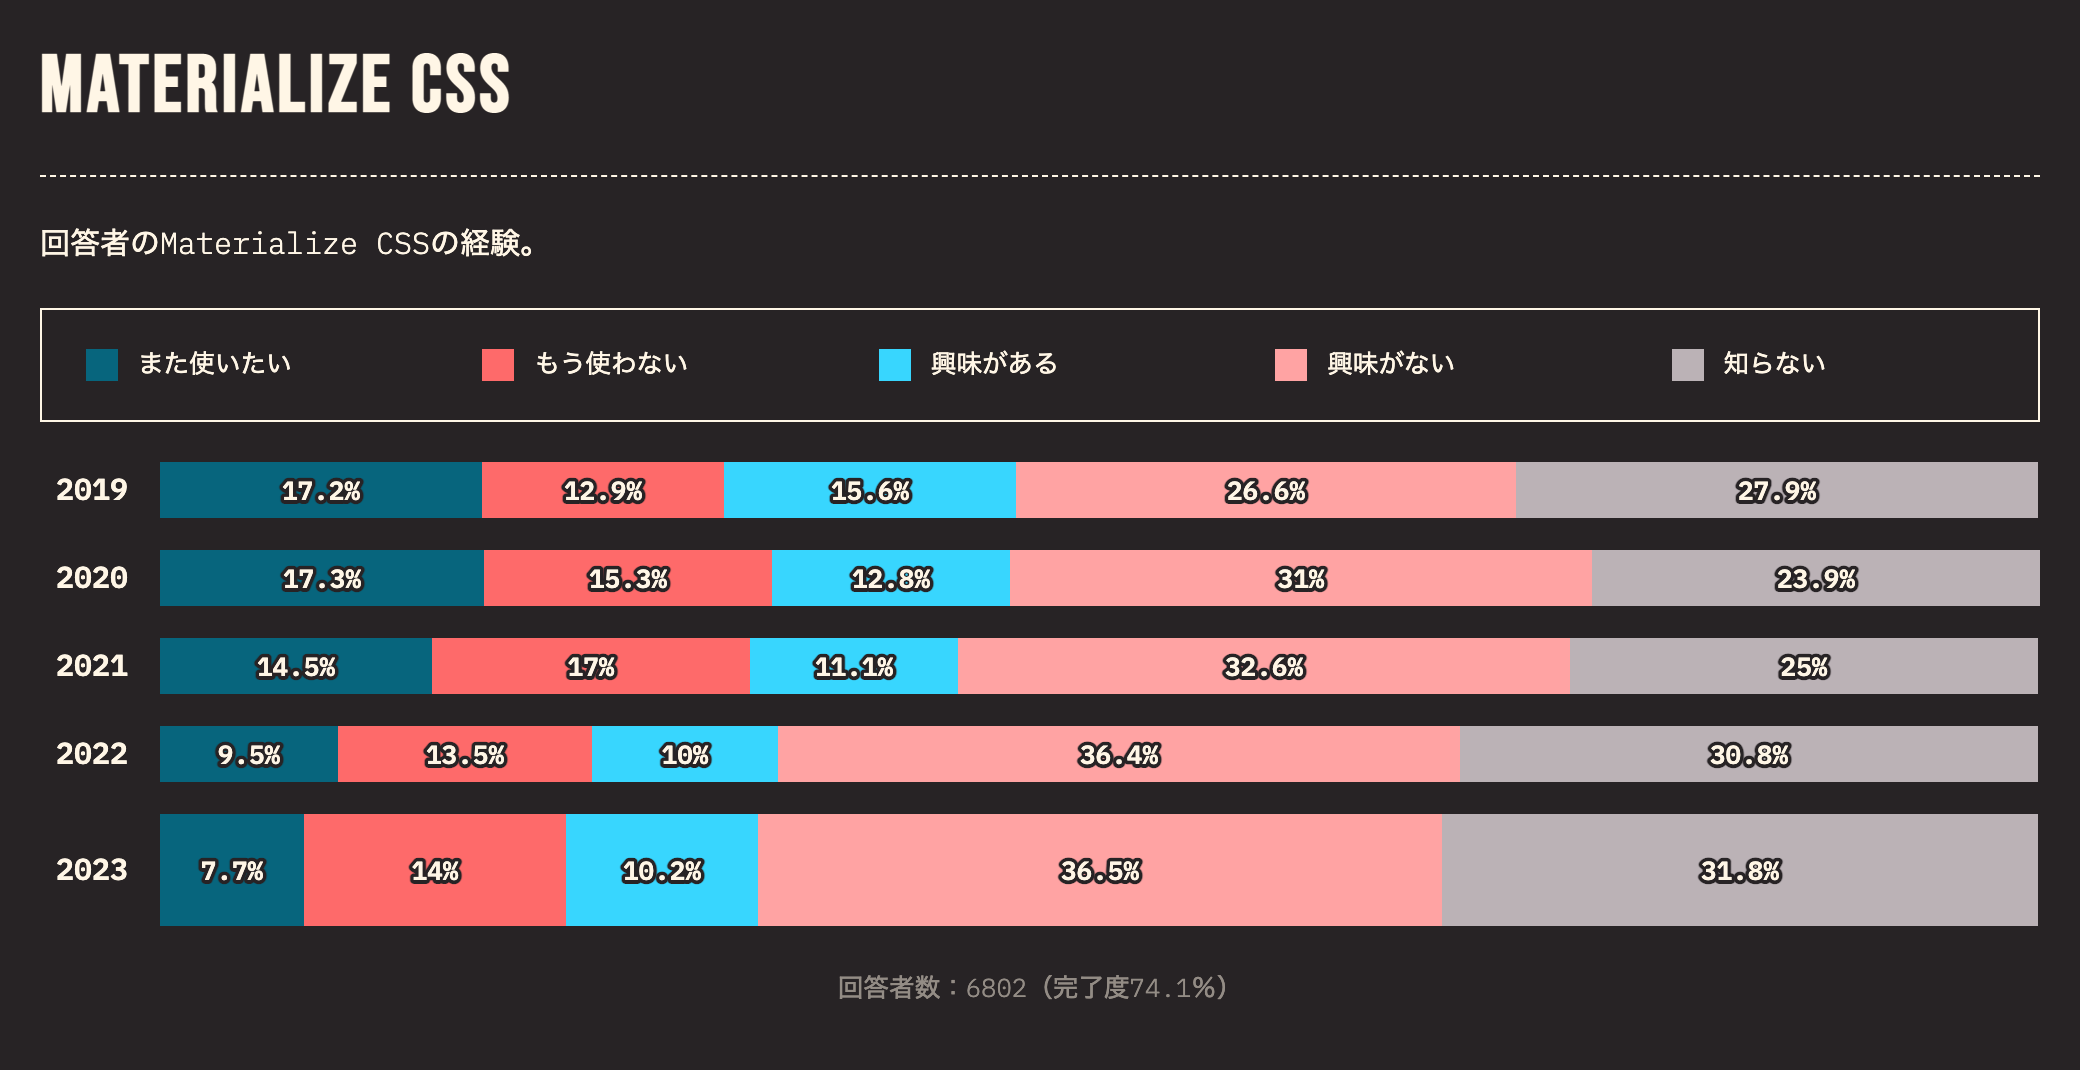 MATERIALIZE CSS
回答者のMaterialize CSSの経験。
また使いたい もう使わない 興味がある 興味がない 知らない
2019 17.2% 12.9% 15.6% 26.6% 27.9%
2020 17.3% 15.3% 12.8% 31% 23.9%
2021 14.5% 17% 11.1% 32.6% 25%
2022 9.5% 13.5% 10% 36.4% 30.8%
2023 7.7% 14% 10.2% 36.5% 31.8%
回答者数：6802（完了度74.1%）